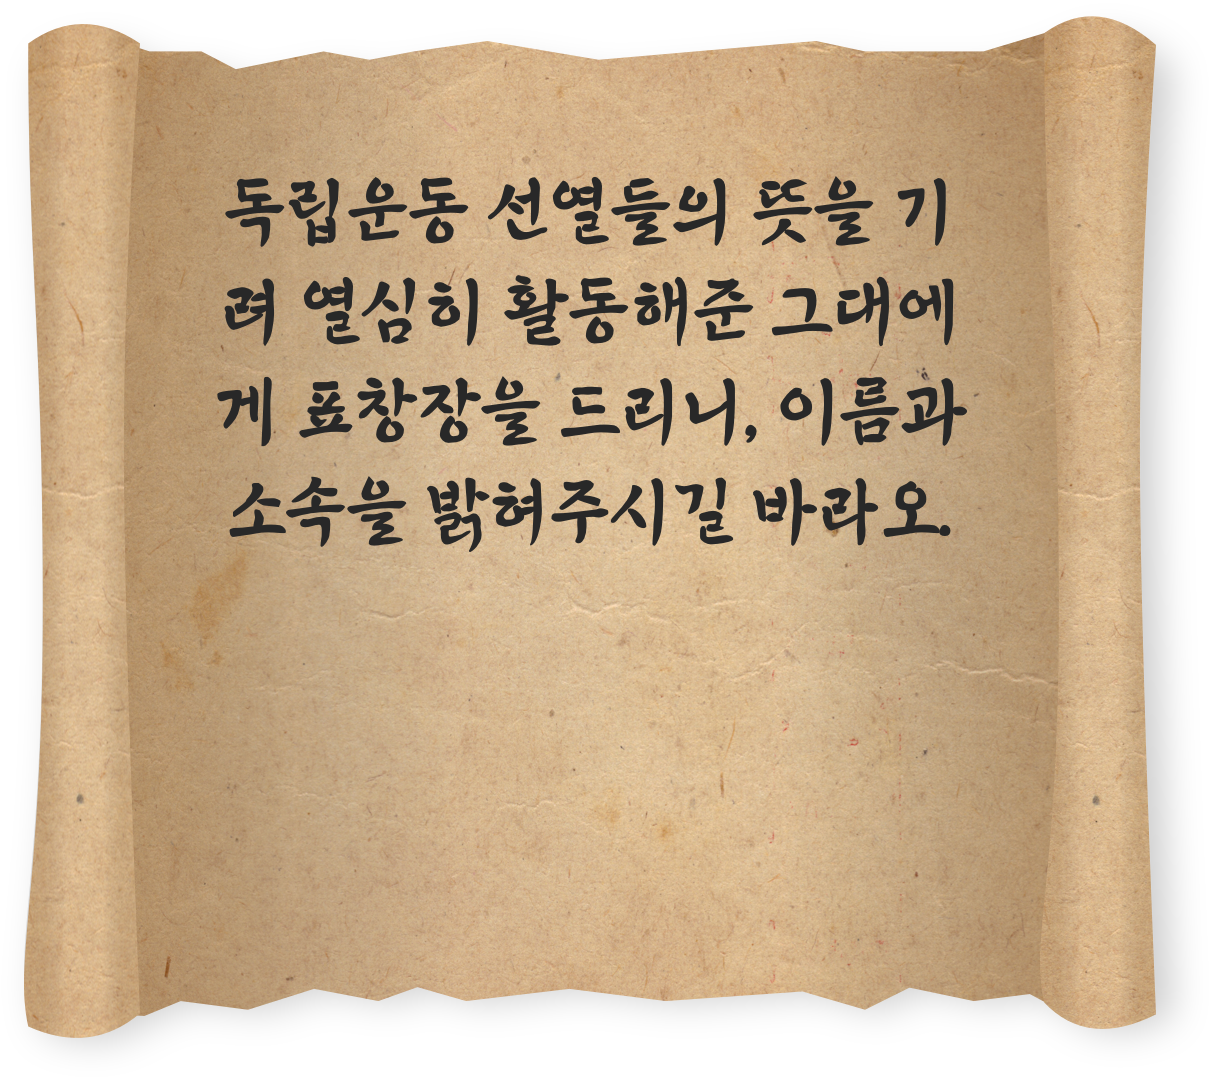 독립운동 선열들의 뜻을 기
려 열심히 활동해준 그대에
게 표창장을 드리니, 이름과
소속을 밝혀주시길 바라오.